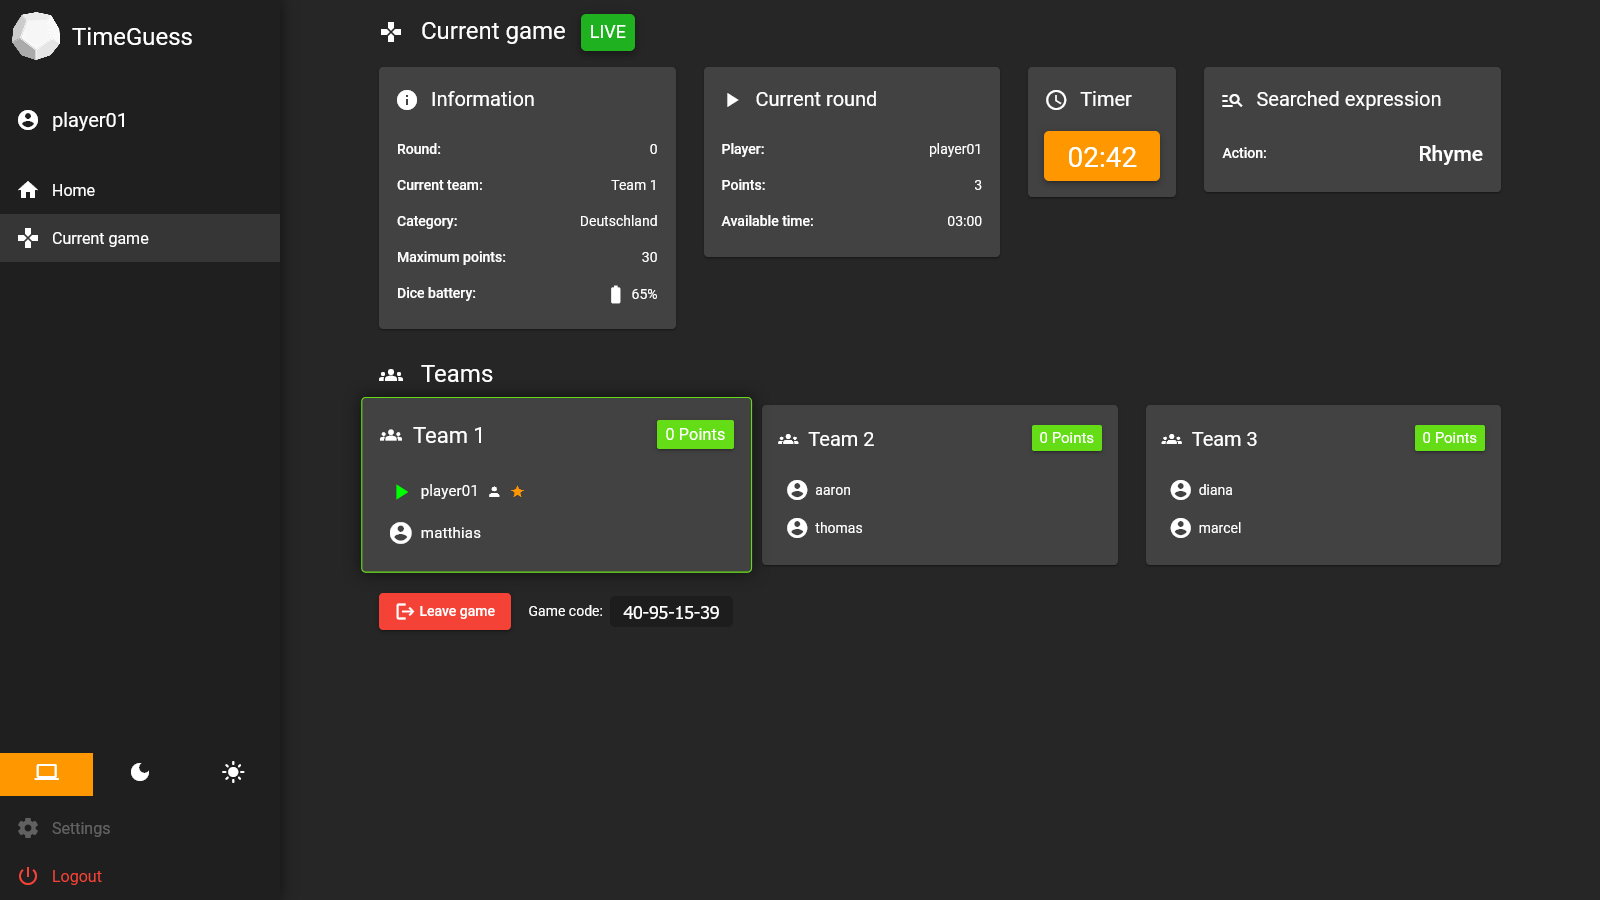 TimeGuess
player01
Home
Current game
Settings
Logout
Current game LIVE
Information
Round: 0
Current team: Team 1
Category: Deutschland
Maximum points: 30
Dice battery: 65%
Current round
Player: player01
Points: 3
Available time: 03:00
Timer
02:42
Searched expression
Action: Rhyme
Teams
Team 1 0 Points
player01
matthias
Team 2 0 Points
aaron
thomas
Team 3 0 Points
diana
marcel
Leave game Game code: 40-95-15-39